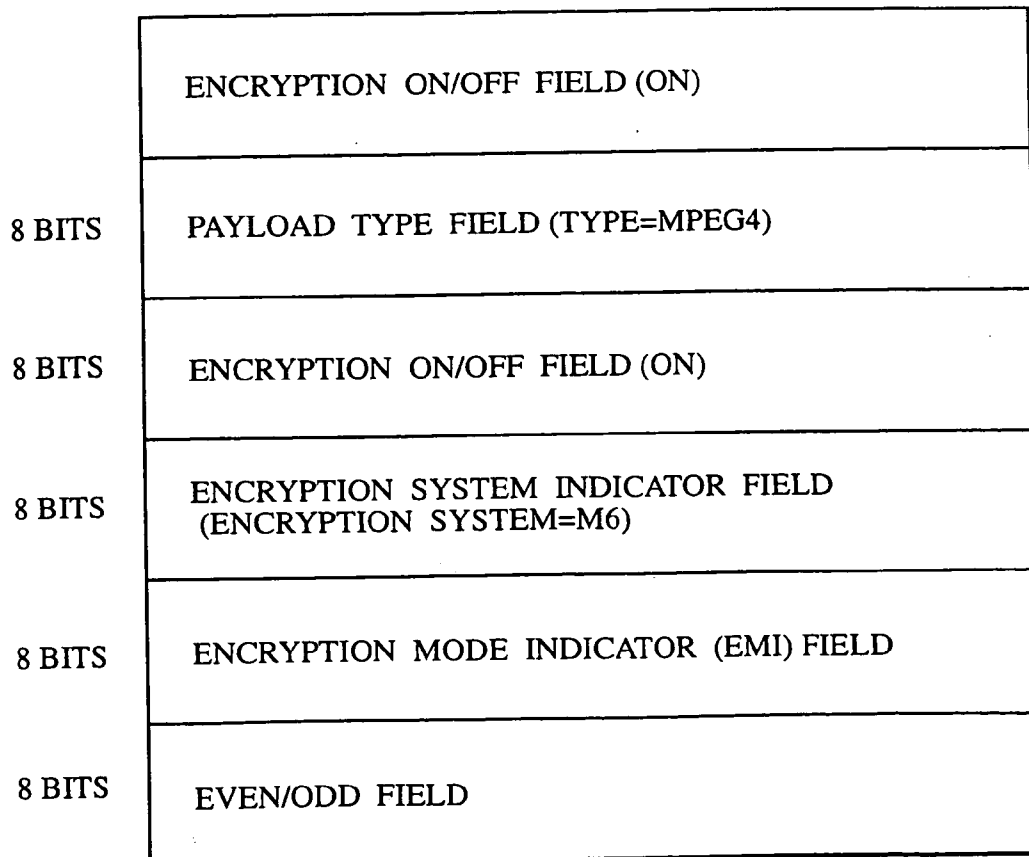 ENCRYPTION ON/OFF FIELD (ON)
8 BITS PAYLOAD TYPE FIELD (TYPE=MPEG4)
8 BITS ENCRYPTION ON/OFF FIELD (ON)
8 BITS ENCRYPTION SYSTEM INDICATOR FIELD
(ENCRYPTION SYSTEM=M6)
8 BITS ENCRYPTION MODE INDICATOR (EMI) FIELD
8 BITS EVEN/ODD FIELD